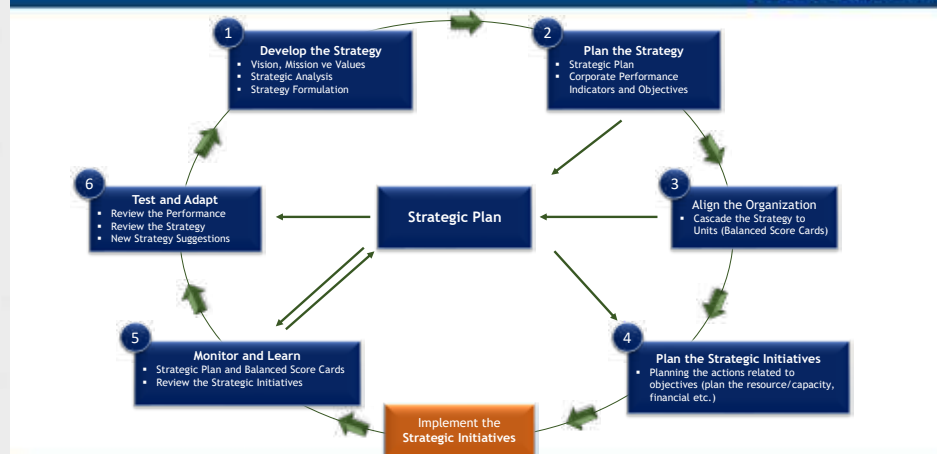 1
Develop the Strategy
▪ Vision, Mission ve Values
▪ Strategic Analysis
▪ Strategy Formulation
2
Plan the Strategy
▪ Strategic Plan
▪ Corporate Performance
Indicators and Objectives
3
Align the Organization
▪ Cascade the Strategy to
Units (Balanced Score Cards)
Strategic Plan
6
Test and Adapt
▪ Review the Performance
▪ Review the Strategy
▪ New Strategy Suggestions
5
Monitor and Learn
▪ Strategic Plan and Balanced Score Cards
▪ Review the Strategic Initiatives
4
Plan the Strategic Initiatives
▪ Planning the actions related to
objectives (plan the resource/capacity,
financial etc.)
Implement the
Strategic Initiatives